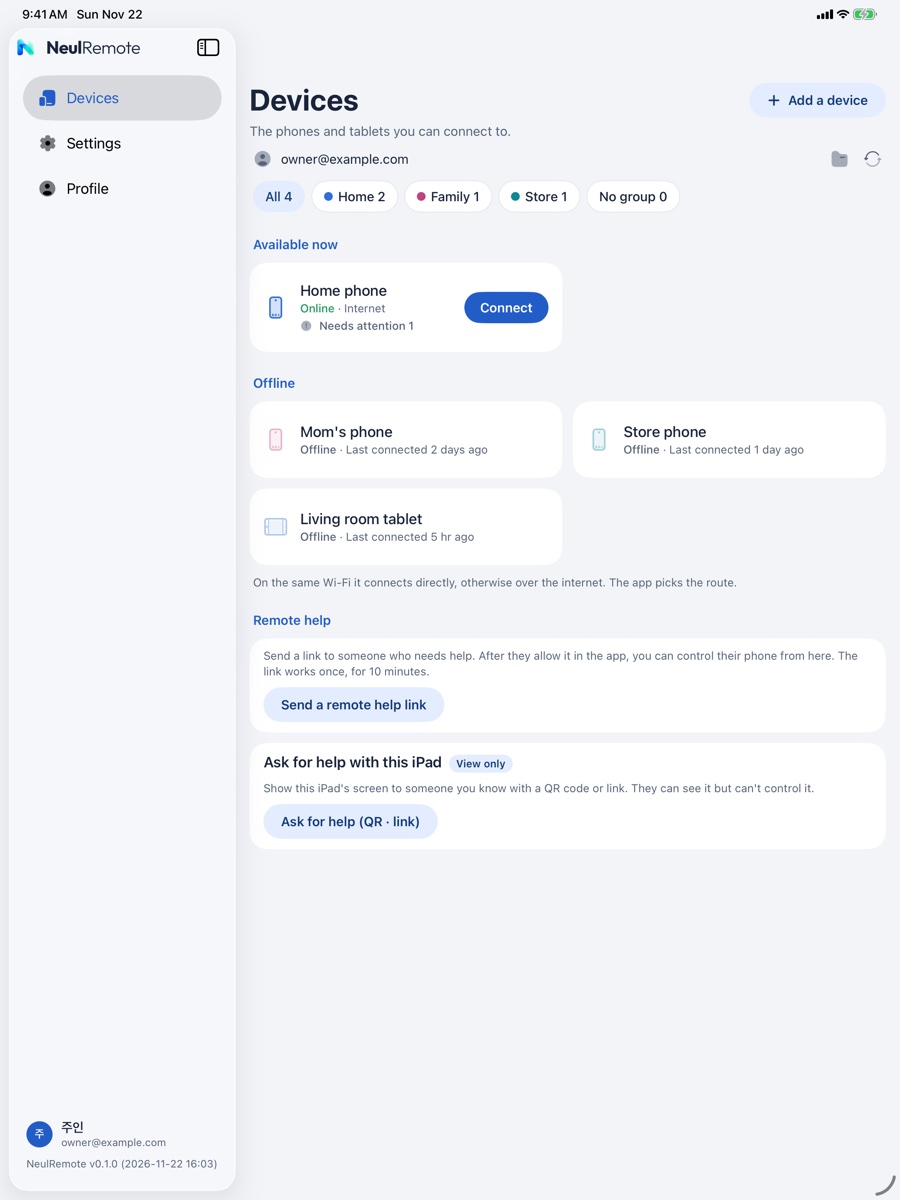 9:41 AM Sun Nov 22
NeulRemote
Devices
Settings
Profile
Devices
+ Add a device
The phones and tablets you can connect to.
owner@example.com
All 4
Home 2
Family 1
Store 1
No group 0
Available now
Home phone
Online · Internet
Needs attention 1
Connect
Offline
Mom's phone
Offline · Last connected 2 days ago
Store phone
Offline · Last connected 1 day ago
Living room tablet
Offline · Last connected 5 hr ago
On the same Wi-Fi it connects directly, otherwise over the internet. The app picks the route.
Remote help
Send a link to someone who needs help. After they allow it in the app, you can control their phone from here. The
link works once, for 10 minutes.
Send a remote help link
Ask for help with this iPad View only
Show this iPad's screen to someone you know with a QR code or link. They can see it but can't control it.
Ask for help (QR · link)
주
주인
owner@example.com
NeulRemote v0.1.0 (2026-11-22 16:03)